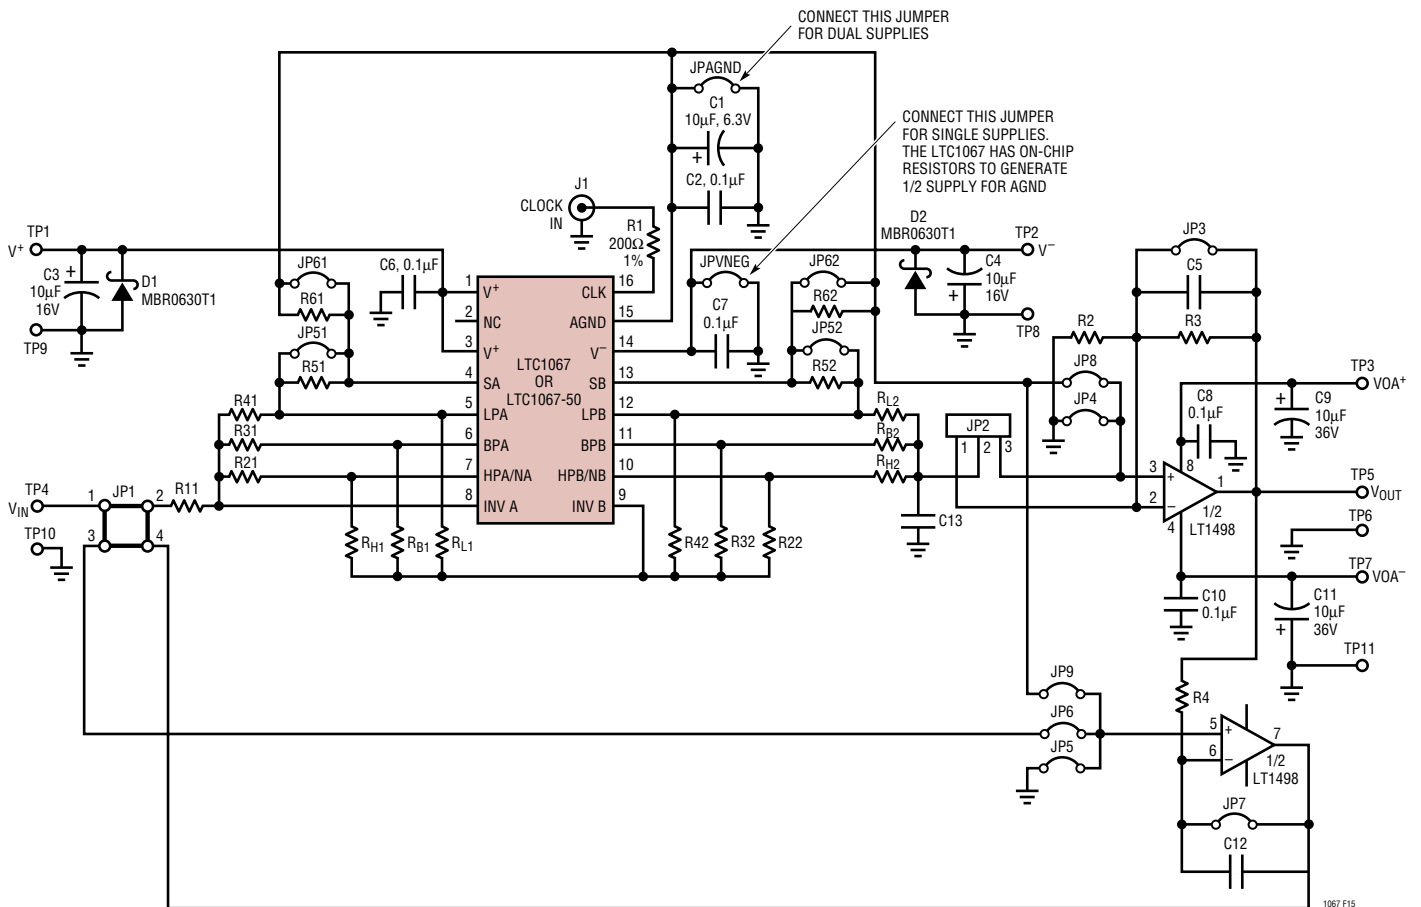 CONNECT THIS JUMPER
FOR DUAL SUPPLIES
JPAGND
C1
10µF, 6.3V
+
C2, 0.1µF
CONNECT THIS JUMPER
FOR SINGLE SUPPLIES.
THE LTC1067 HAS ON-CHIP
RESISTORS TO GENERATE
1/2 SUPPLY FOR AGND
J1
CLOCK
IN
R1
200Ω
1%
TP1
V+
C3
10µF
16V
+
D1
MBR0630T1
TP9
JP61
R61
JP51
R51
C6, 0.1µF
D2
MBR0630T1
TP2
V−
C4
10µF
16V
+
TP8
JPVNEG
C7
0.1µF
JP62
R62
JP52
R52
1
V+
2
NC
3
V+
4
SA
5
LPA
6
BPA
7
HPA/NA
8
INV A
LTC1067
OR
LTC1067-50
16
CLK
15
AGND
14
V−
13
SB
12
LPB
11
BPB
10
HPB/NB
9
INV B
R41
R31
R21
TP4
VIN
TP10
1
JP1
2
3
4
R11
RH1
RB1
RL1
R42
R32
R22
RL2
RB2
RH2
C13
JP2
1
2
3
JP3
C5
R2
R3
JP8
JP4
C8
0.1µF
TP3
VOA+
+
C9
10µF
36V
3
+
2
−
8
1
4
1/2
LT1498
TP5
VOUT
TP6
TP7
VOA−
C10
0.1µF
C11
10µF
36V
+
TP11
JP9
JP6
JP5
R4
5
+
6
−
7
1/2
LT1498
JP7
C12
1067 F15